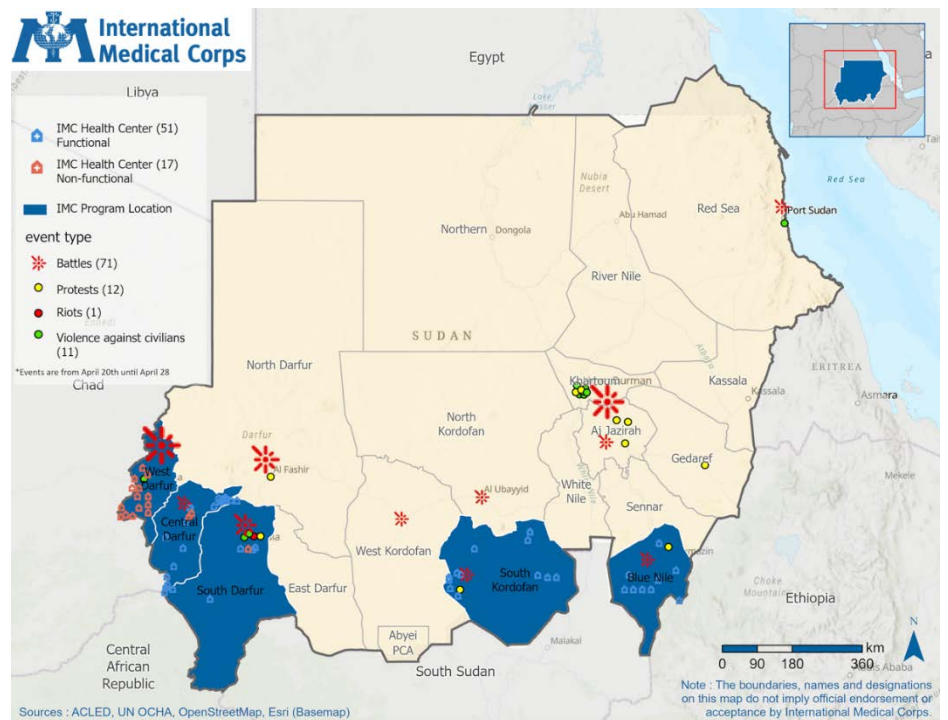 International
Medical Corps
IMC Health Center (51)
Functional
IMC Health Center (17)
Non-functional
IMC Program Location
event type
Battles (71)
Protests (12)
Riots (1)
Violence against civilians
(11)
*Events are from April 20th until April 28
Egypt
Libya
Red Sea
Nubia
Desert
Abu Hamad
Red Sea
Port Sudan
Northern
Dongola
River Nile
SUDAN
ERITREA
Chad
North Darfur
Khartoum
Kassala
Kassala
Asmara
North
Kordofan
Aj Jazirah
Darfur
Al Fashir
Gedaref
West
Darfur
White
Nile
Mekele
Al Ubayyid
Sennar
Central
Darfur
West Kordofan
South
Kordofan
Blue Nile
South Darfur
East Darfur
Choke
Ethiopia
Abyei
PCA
Malakal
Central
African
Republic
South Sudan
N
km
0 90 180 360
Ababa
Sources : ACLED, UN OCHA, OpenStreetMap, Esri (Basemap)
Note : The boundaries, names and designations
on this map do not imply official endorsement or
acceptance by International Medical Corps.